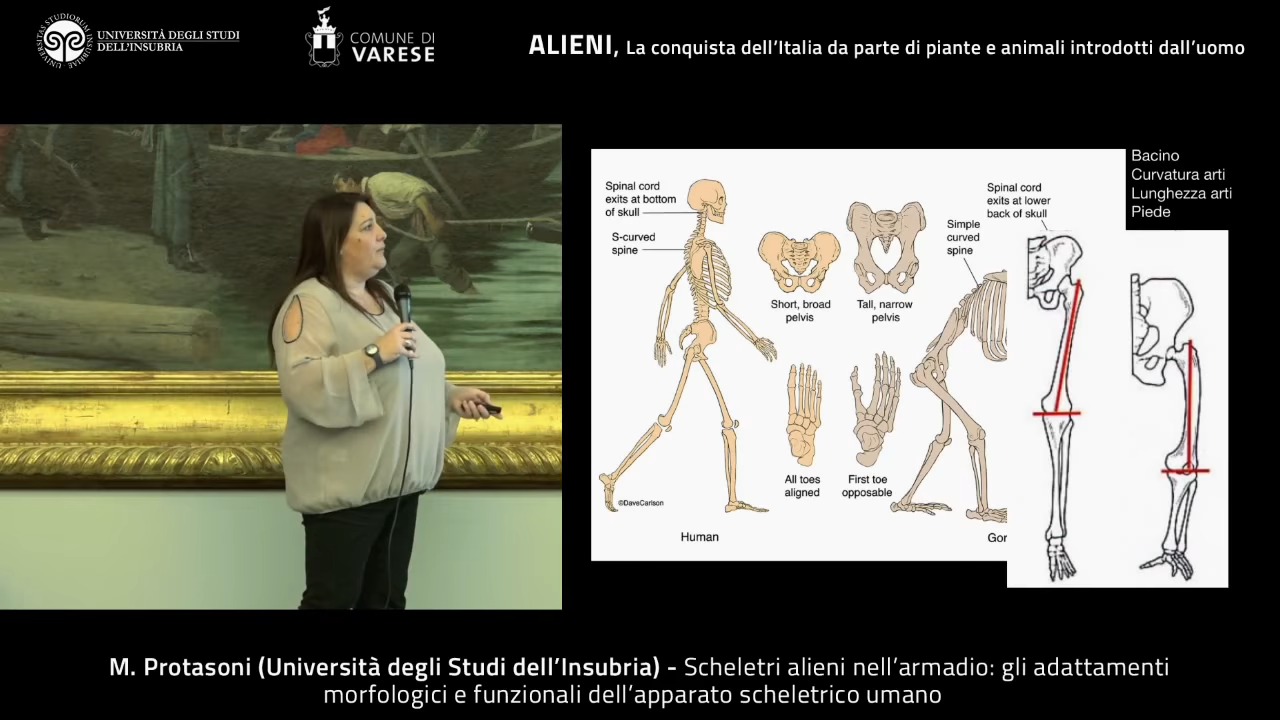 UNIVERSITÀ DEGLI STUDI
DELL'INSUBRIA
COMUNE DI
VARESE
ALIENI, La conquista dell'Italia da parte di piante e animali introdotti dall'uomo
Spinal cord
exits at bottom
of skull
S-curved
spine
Short, broad
pelvis
Tall, narrow
pelvis
Spinal cord
exits at lower
back of skull
Simple
curved
spine
All toes
aligned
First toe
opposable
©DaveCarlson
Human
Gor
Bacino
Curvatura arti
Lunghezza arti
Piede
M. Protasoni (Università degli Studi dell'Insubria) - Scheletri alieni nell'armadio: gli adattamenti
morfologici e funzionali dell'apparato scheletrico umano